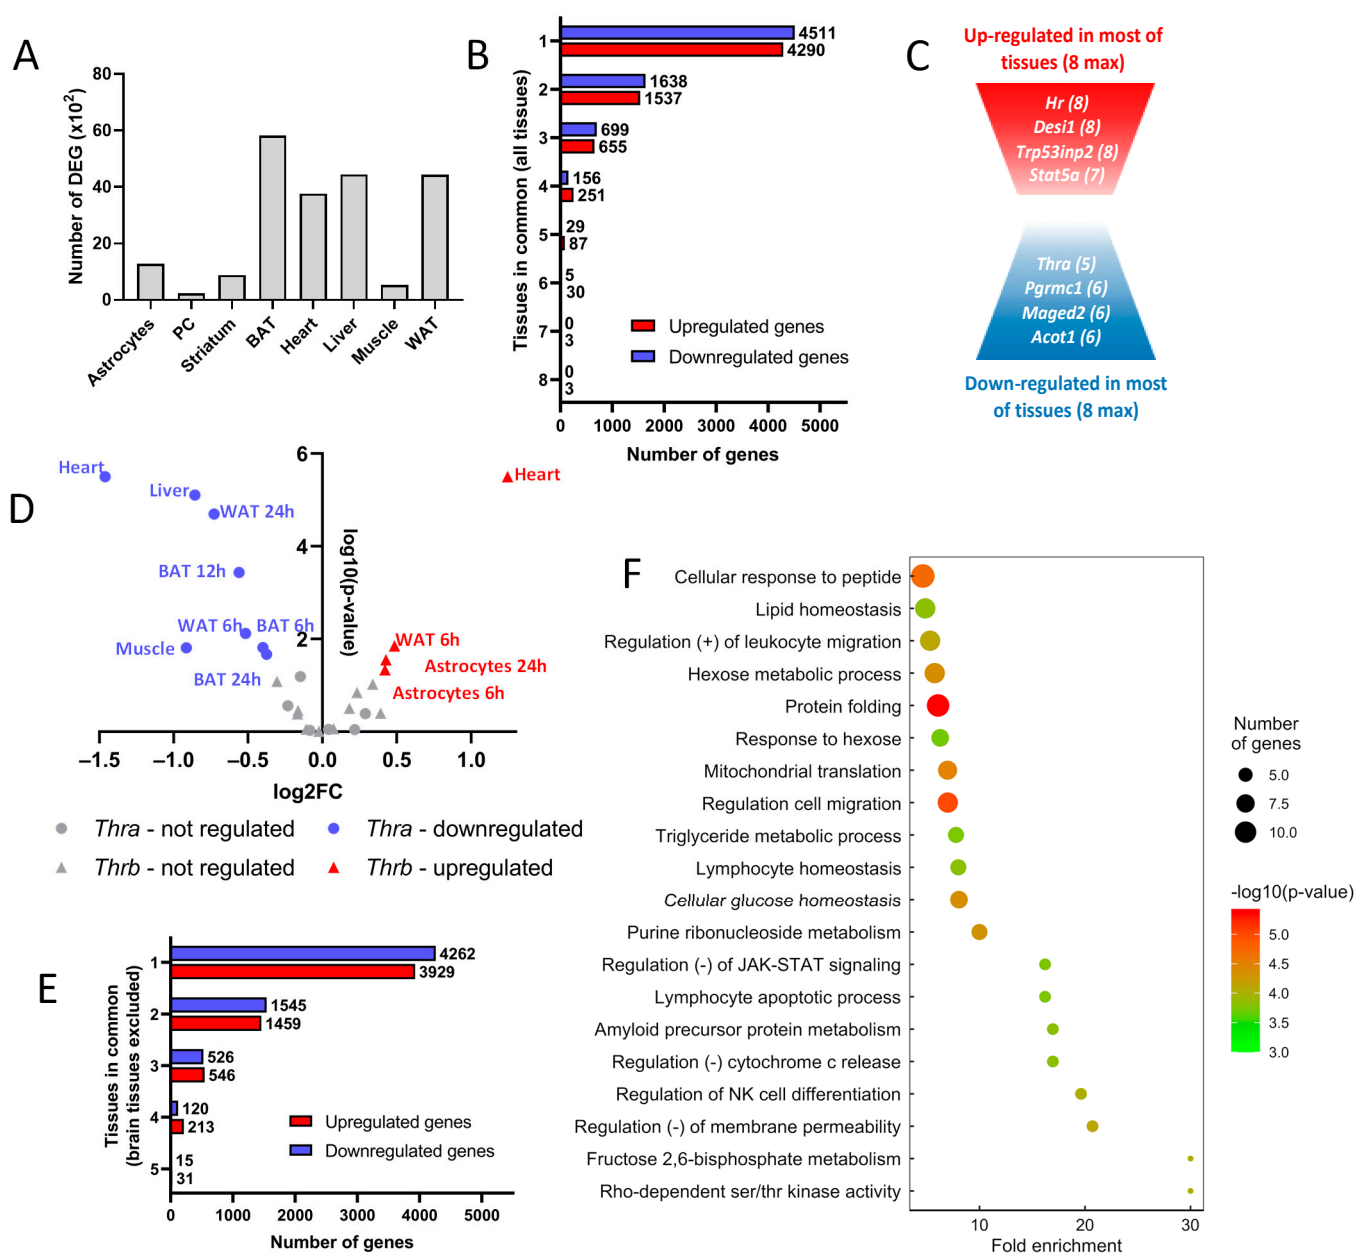 A
Number of DEG (x10²)
80
60
40
20
0
Astrocytes
PC
Striatum
BAT
Heart
Liver
Muscle
WAT
B
Tissues in common (all tissues)
1
4511
4290
2
1638
1537
3
699
655
4
156
251
5
29
87
6
5
30
7
0
3
8
0
3
Upregulated genes
Downregulated genes
0
1000
2000
3000
4000
5000
Number of genes
C
Up-regulated in most of
tissues (8 max)
Hr (8)
Desi1 (8)
Trp53inp2 (8)
Stat5a (7)
Thra (5)
Pgrmc1 (6)
Maged2 (6)
Acot1 (6)
Down-regulated in most
of tissues (8 max)
D
6
4
2
log10(p-value)
Heart
Liver
WAT 24h
BAT 12h
WAT 6h
BAT 6h
Muscle
BAT 24h
Heart
WAT 6h
Astrocytes 24h
Astrocytes 6h
−1.5
−1.0
−0.5
0.0
0.5
1.0
log2FC
Thra - not regulated
Thra - downregulated
Thrb - not regulated
Thrb - upregulated
E
Tissues in common
(brain tissues excluded)
1
4262
3929
2
1545
1459
3
526
546
4
120
213
5
15
31
Upregulated genes
Downregulated genes
0
1000
2000
3000
4000
5000
Number of genes
F
Cellular response to peptide
Lipid homeostasis
Regulation (+) of leukocyte migration
Hexose metabolic process
Protein folding
Response to hexose
Mitochondrial translation
Regulation cell migration
Triglyceride metabolic process
Lymphocyte homeostasis
Cellular glucose homeostasis
Purine ribonucleoside metabolism
Regulation (-) of JAK-STAT signaling
Lymphocyte apoptotic process
Amyloid precursor protein metabolism
Regulation (-) cytochrome c release
Regulation of NK cell differentiation
Regulation (-) of membrane permeability
Fructose 2,6-bisphosphate metabolism
Rho-dependent ser/thr kinase activity
10
20
30
Fold enrichment
Number
of genes
5.0
7.5
10.0
-log10(p-value)
5.0
4.5
4.0
3.5
3.0